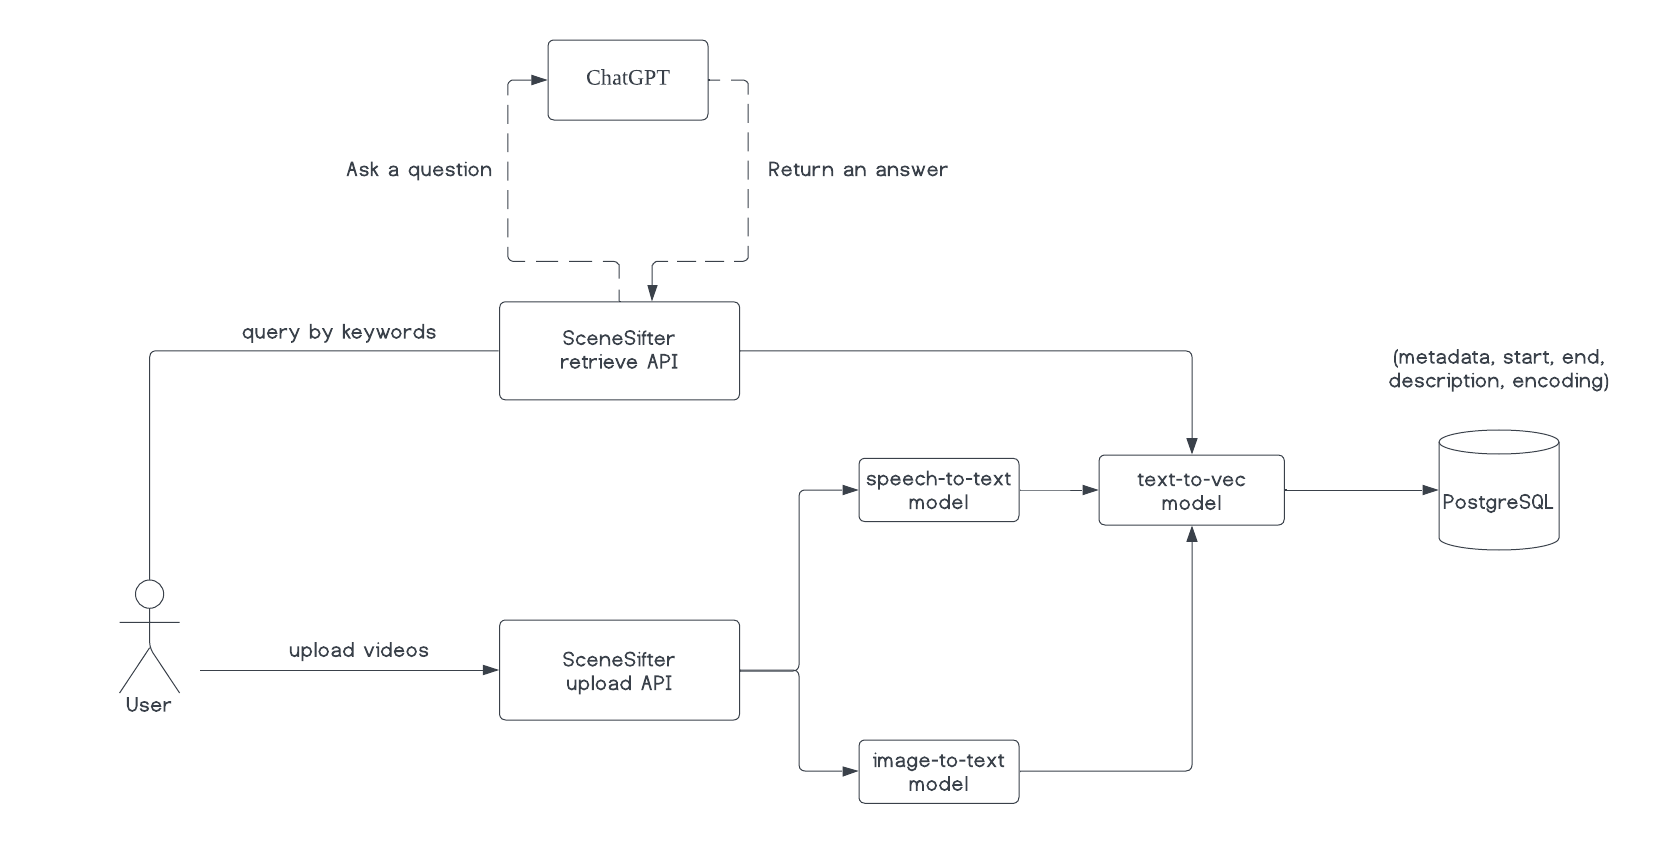 ChatGPT
Ask a question
Return an answer
query by keywords
SceneSifter
retrieve API
(metadata, start, end,
description, encoding)
speech-to-text
model
text-to-vec
model
PostgreSQL
upload videos
SceneSifter
upload API
User
image-to-text
model